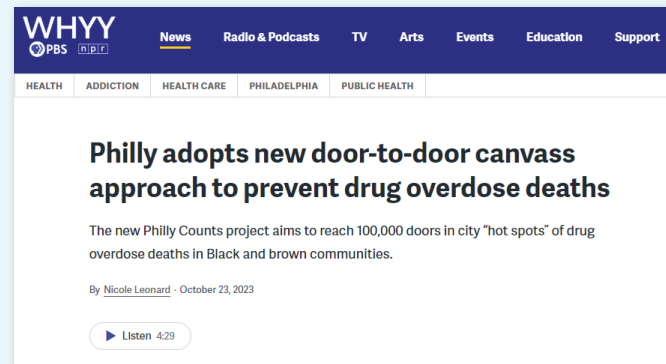 WHYY
PBS npr
News Radio & Podcasts TV Arts Events Education Support
HEALTH ADDICTION HEALTH CARE PHILADELPHIA PUBLIC HEALTH
Philly adopts new door-to-door canvass
approach to prevent drug overdose deaths
The new Philly Counts project aims to reach 100,000 doors in city "hot spots" of drug
overdose deaths in Black and brown communities.
By Nicole Leonard · October 23, 2023
Listen 4:29